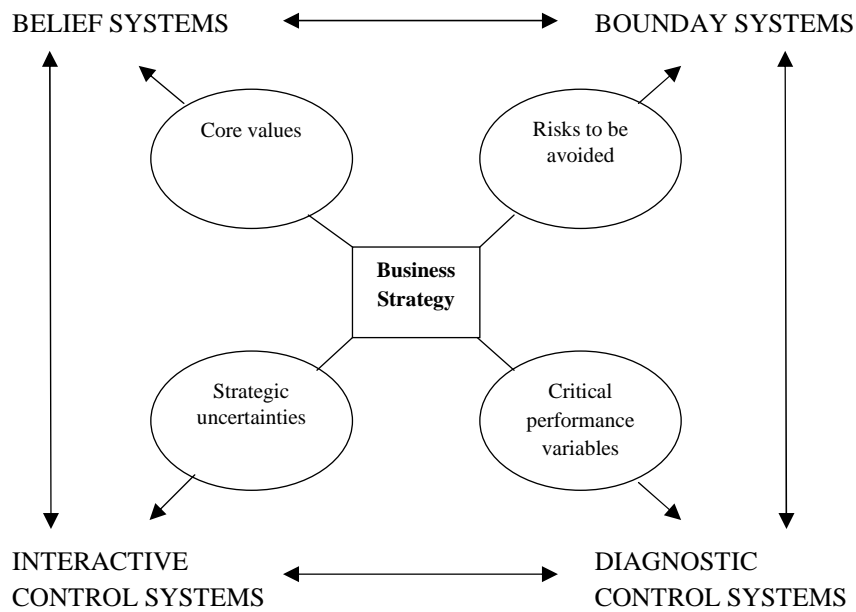 BELIEF SYSTEMS
BOUNDAY SYSTEMS
Core values
Risks to be
avoided
Business
Strategy
Strategic
uncertainties
Critical
performance
variables
INTERACTIVE
CONTROL SYSTEMS
DIAGNOSTIC
CONTROL SYSTEMS